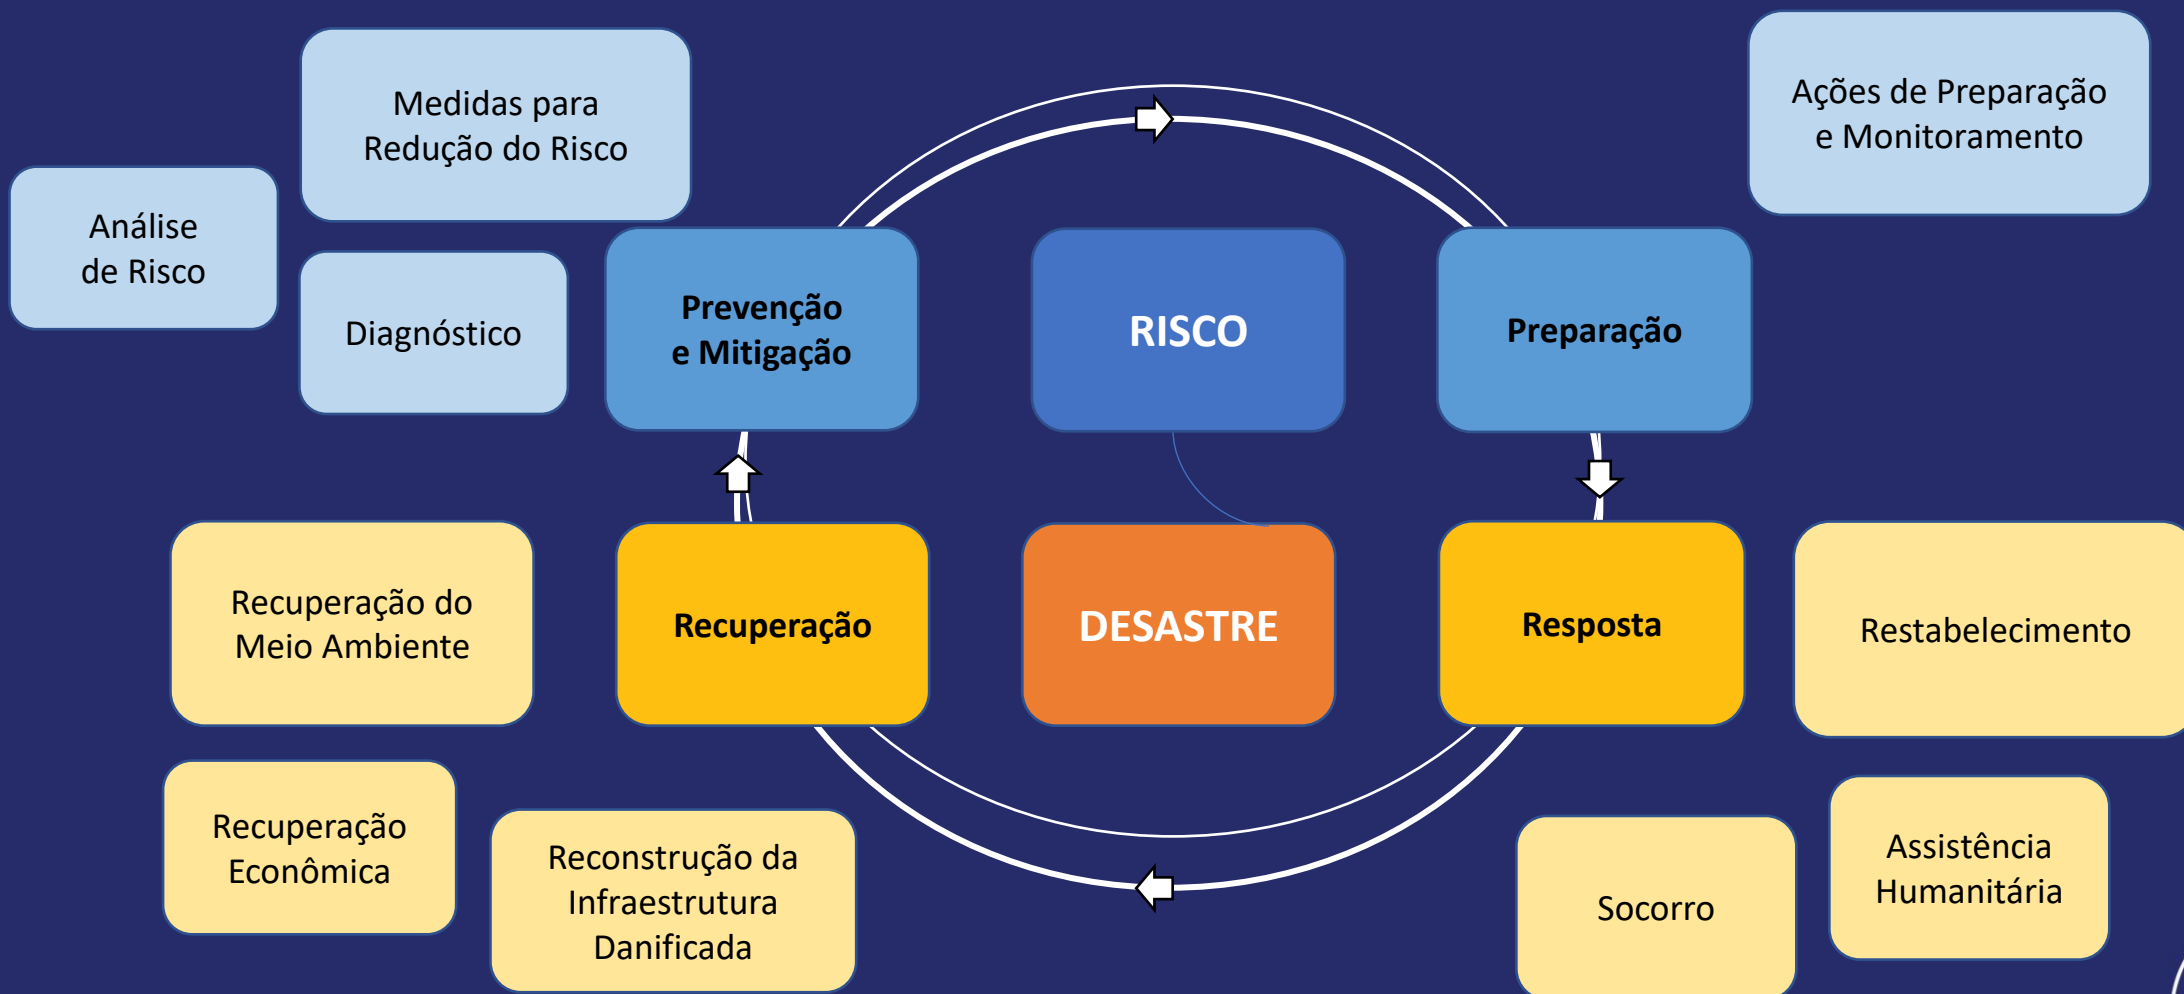 Medidas para
Redução do Risco
Ações de Preparação
e Monitoramento
Análise
de Risco
Diagnóstico
Prevenção
e Mitigação
RISCO
Preparação
Recuperação do
Meio Ambiente
Recuperação
DESASTRE
Resposta
Restabelecimento
Recuperação
Econômica
Reconstrução da
Infraestrutura
Danificada
Socorro
Assistência
Humanitária